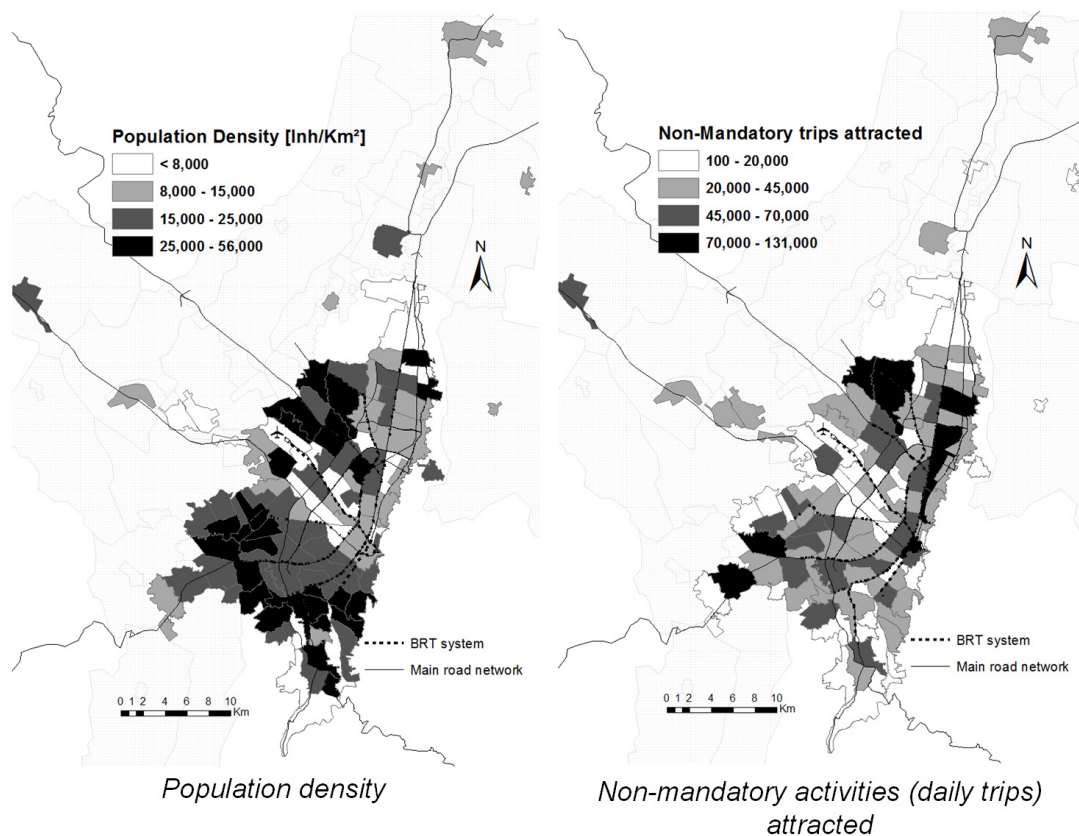 Population Density [Inh/Km²]
< 8,000
8,000 - 15,000
15,000 - 25,000
25,000 - 56,000
N
BRT system
Main road network
0 1 2 4 6 8 10
Km
Population density
Non-Mandatory trips attracted
100 - 20,000
20,000 - 45,000
45,000 - 70,000
70,000 - 131,000
N
BRT system
Main road network
0 1 2 4 6 8 10
Km
Non-mandatory activities (daily trips)
attracted